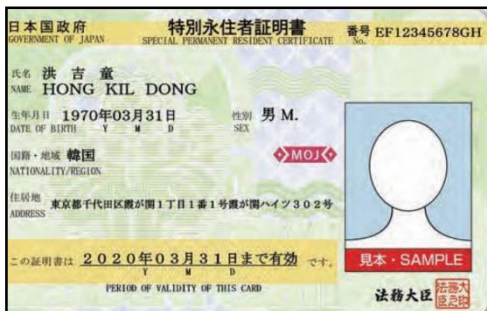 日本国政府 特別永住者証明書 番号 EF12345678GH
GOVERNMENT OF JAPAN SPECIAL PERMANENT RESIDENT CERTIFICATE No.
氏名 洪 吉 童
NAME HONG KIL DONG
生年月日 1970年03月31日 性別 男 M.
DATE OF BIRTH Y M D SEX
国籍・地域 韓国
NATIONALITY/REGION
MOJ
住居地 東京都千代田区霞が関1丁目1番1号霞が関ハイツ302号
ADDRESS
この証明書は 2020年03月31日まで有効 です。
Y M D
PERIOD OF VALIDITY OF THIS CARD
見本・SAMPLE
法務大臣 法務大臣之印